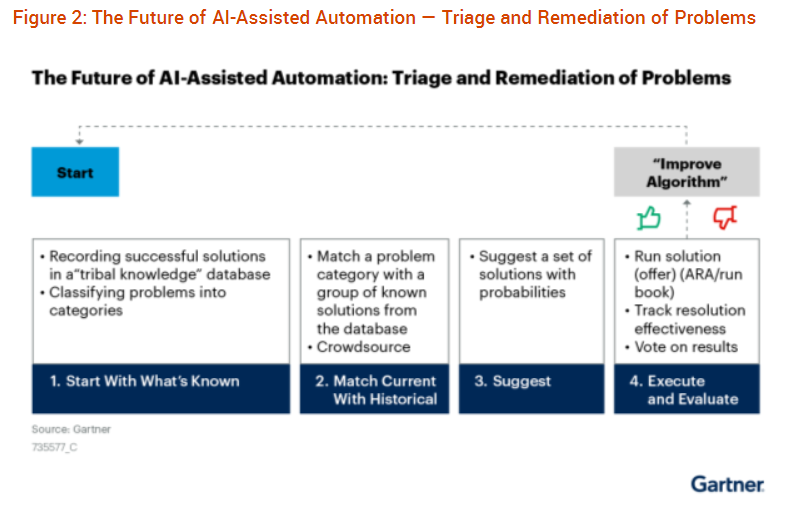 Figure 2: The Future of AI-Assisted Automation — Triage and Remediation of Problems
The Future of AI-Assisted Automation: Triage and Remediation of Problems
Start
“Improve
Algorithm”
• Recording successful solutions
in a“tribal knowledge” database
• Classifying problems into
categories
1. Start With What’s Known
• Match a problem
category with a
group of known
solutions from
the database
• Crowdsource
2. Match Current
With Historical
• Suggest a set of
solutions with
probabilities
3. Suggest
• Run solution
(offer) (ARA/run
book)
• Track resolution
effectiveness
• Vote on results
4. Execute
and Evaluate
Source: Gartner
735577_C
Gartner